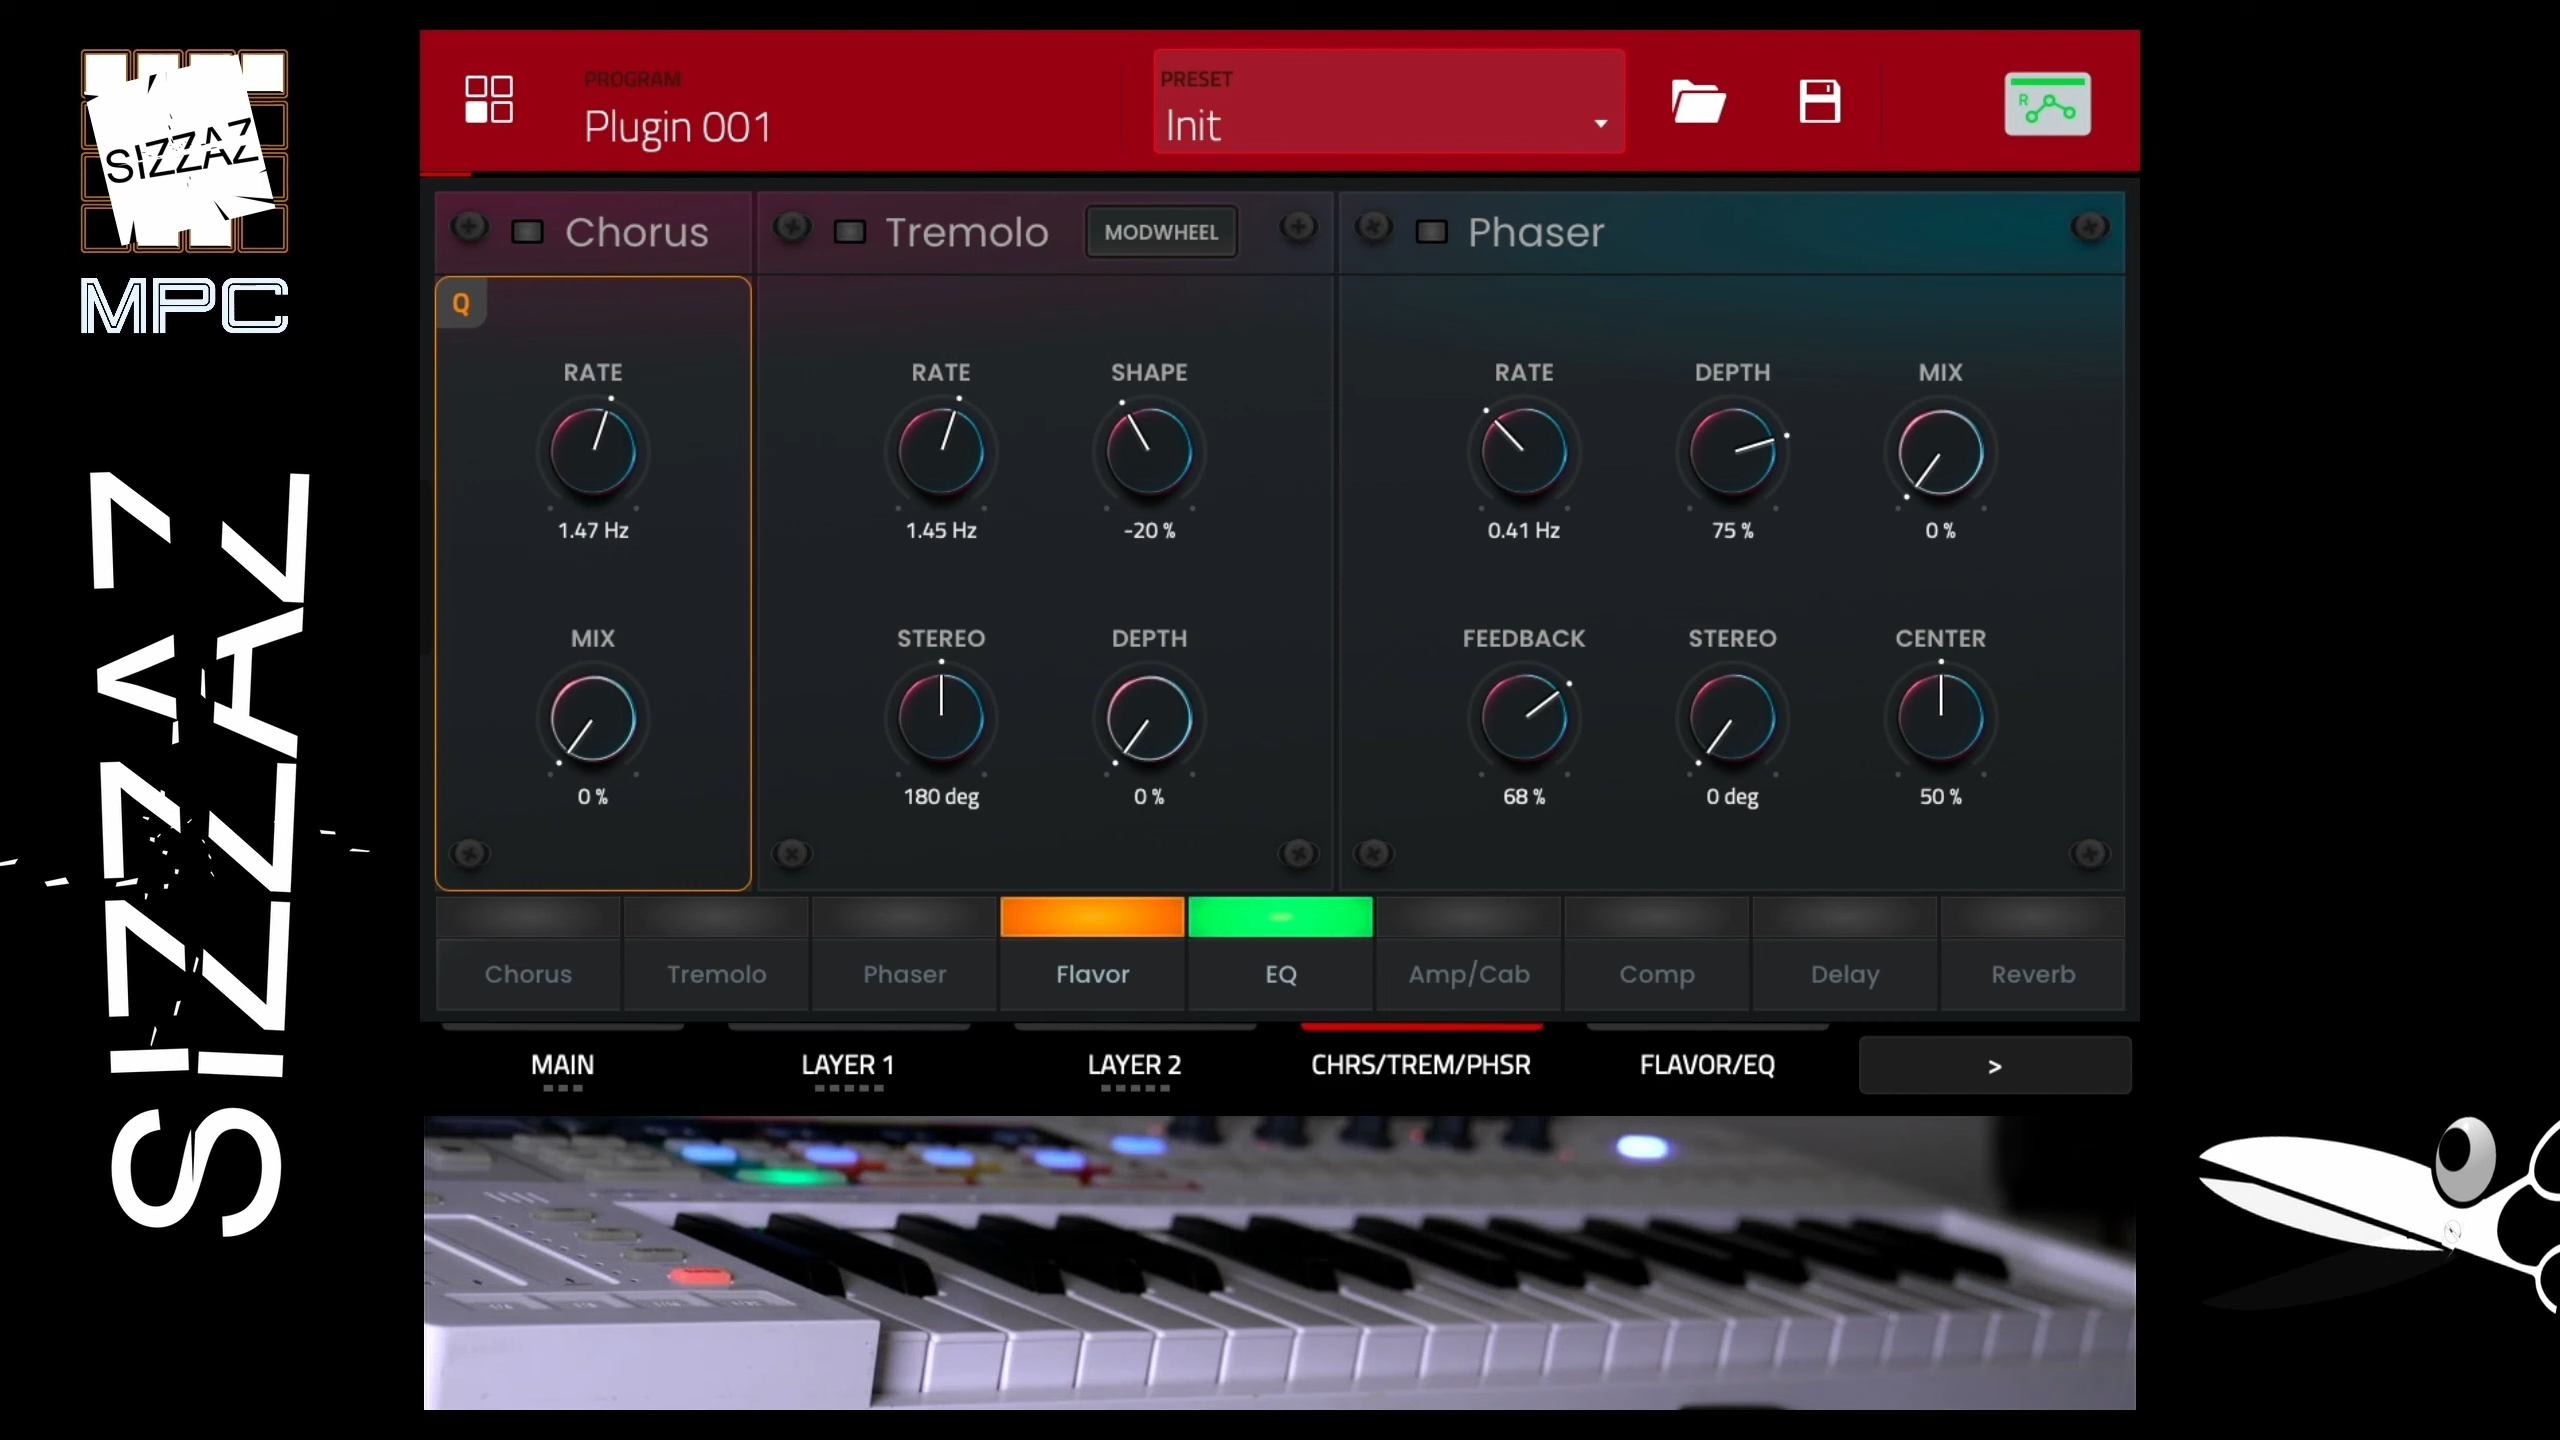 SIZZAZ
MPC
SIZZAZ
PROGRAM
Plugin 001
PRESET
Init
R
Chorus
Tremolo
MODWHEEL
Phaser
Q
RATE
RATE
SHAPE
RATE
DEPTH
MIX
1.47 Hz
1.45 Hz
-20 %
0.41 Hz
75 %
0 %
MIX
STEREO
DEPTH
FEEDBACK
STEREO
CENTER
0 %
180 deg
0 %
68 %
0 deg
50 %
Chorus
Tremolo
Phaser
Flavor
EQ
Amp/Cab
Comp
Delay
Reverb
MAIN
LAYER 1
LAYER 2
CHRS/TREM/PHSR
FLAVOR/EQ
>